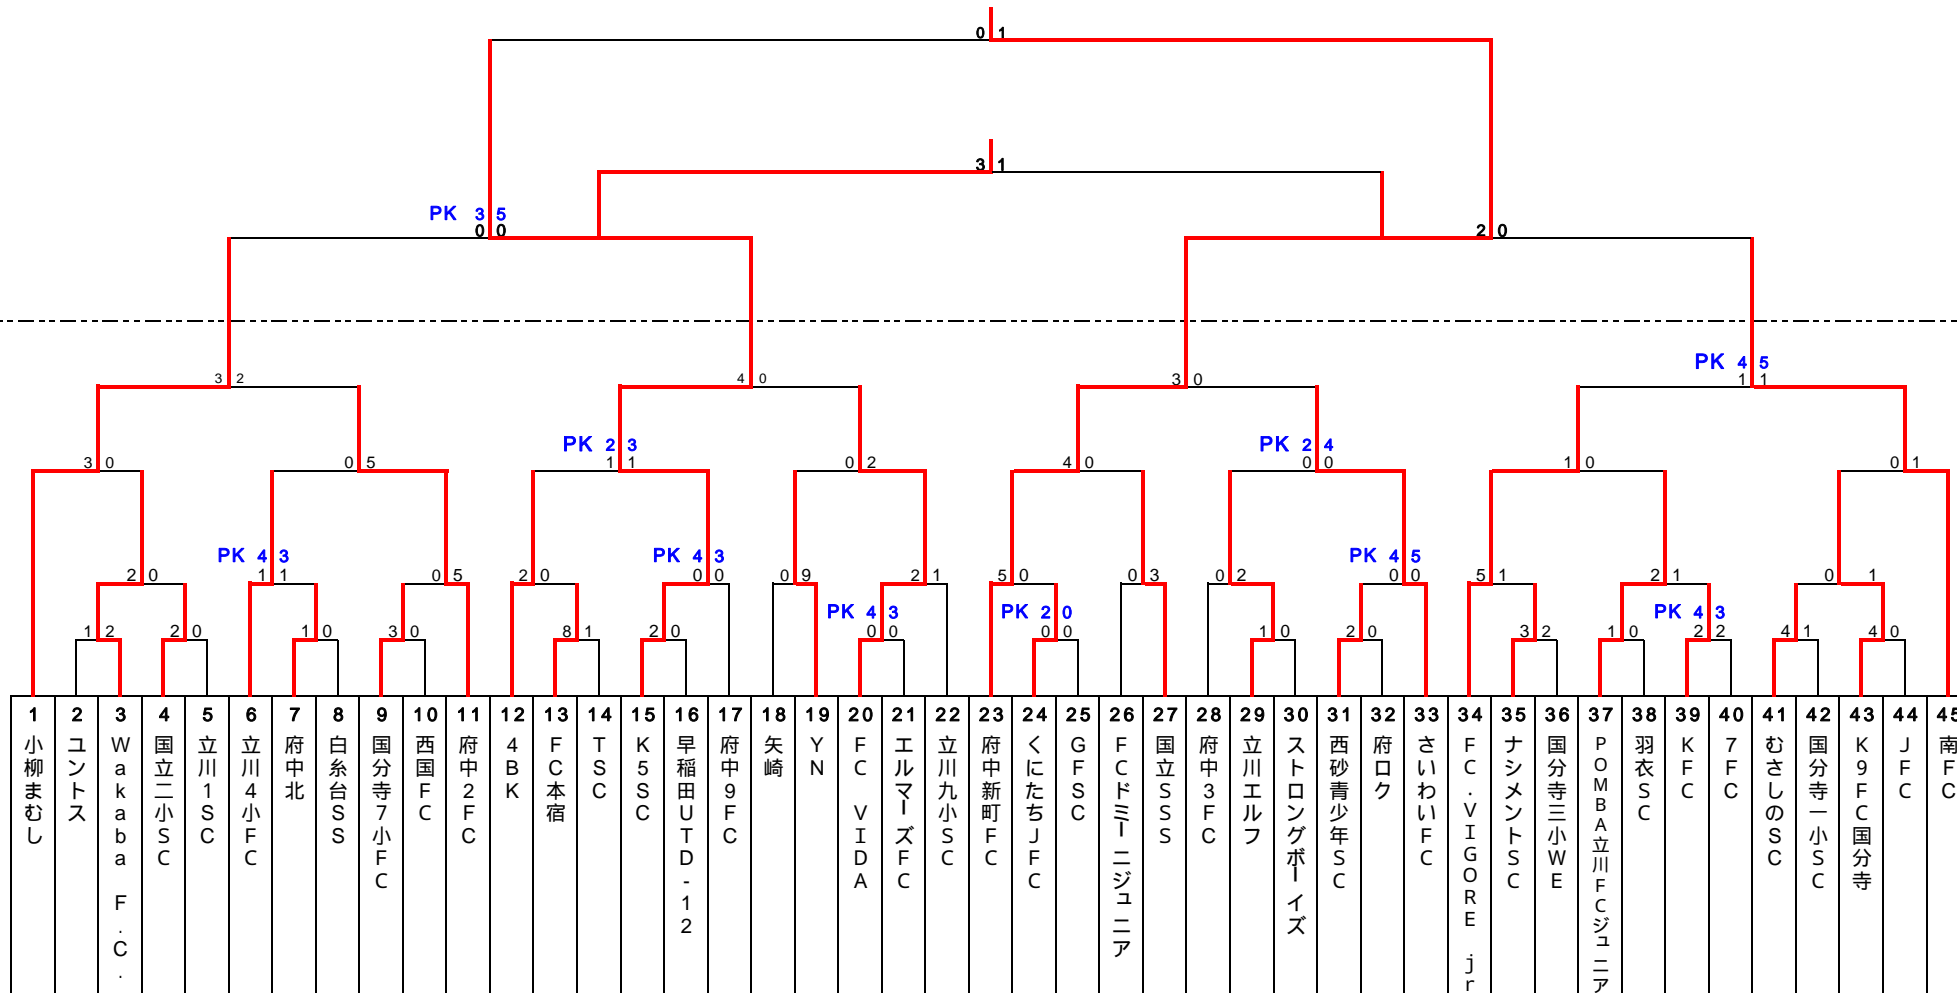 0 1
3 1
PK 3 5
0 0
2 0
PK 4 5
3 2
4 0
3 0
1 1
PK 2 3
PK 2 4
3 0
0 5
1 1
0 2
4 0
0 0
1 0
0 1
PK 4 3
PK 4 3
PK 4 5
2 0
1 1
0 5
2 0
0 0
0 9
2 1
5 0
0 3
0 2
0 0
5 1
2 1
0 1
PK 4 3
PK 2 0
PK 4 3
1 2
2 0
1 0
3 0
8 1
2 0
0 0
0 0
1 0
2 0
3 2
1 0
2 2
4 1
4 0
1 小柳まむし
2 ユントス
3 Wakaba F.C.
4 国立二小SC
5 立川1SC
6 立川4小FC
7 府中北
8 白糸台SS
9 国分寺7小FC
10 西国FC
11 府中2FC
12 4BK
13 FC本宿
14 TSC
15 K5SC
16 早稲田UTD-12
17 府中9FC
18 矢崎
19 YN
20 FC VIDA
21 エルマーズFC
22 立川九小SC
23 府中新町FC
24 くにたちJFC
25 GFSC
26 FCドミーニジュニア
27 国立SSS
28 府中3FC
29 立川エルフ
30 ストロングボーイズ
31 西砂青少年SC
32 府ロク
33 さいわいFC
34 FC.VIGORE jr
35 ナシメントSC
36 国分寺三小WE
37 POMBA立川FCジュニア
38 羽衣SC
39 KFC
40 7FC
41 むさしのSC
42 国分寺一小SC
43 K9FC国分寺
44 JFC
45 南FC